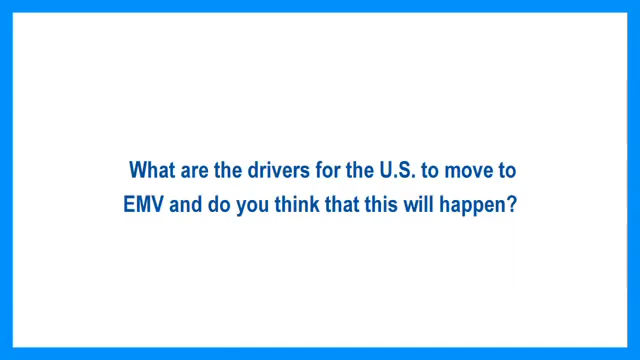 What are the drivers for the U.S. to move to
EMV and do you think that this will happen?